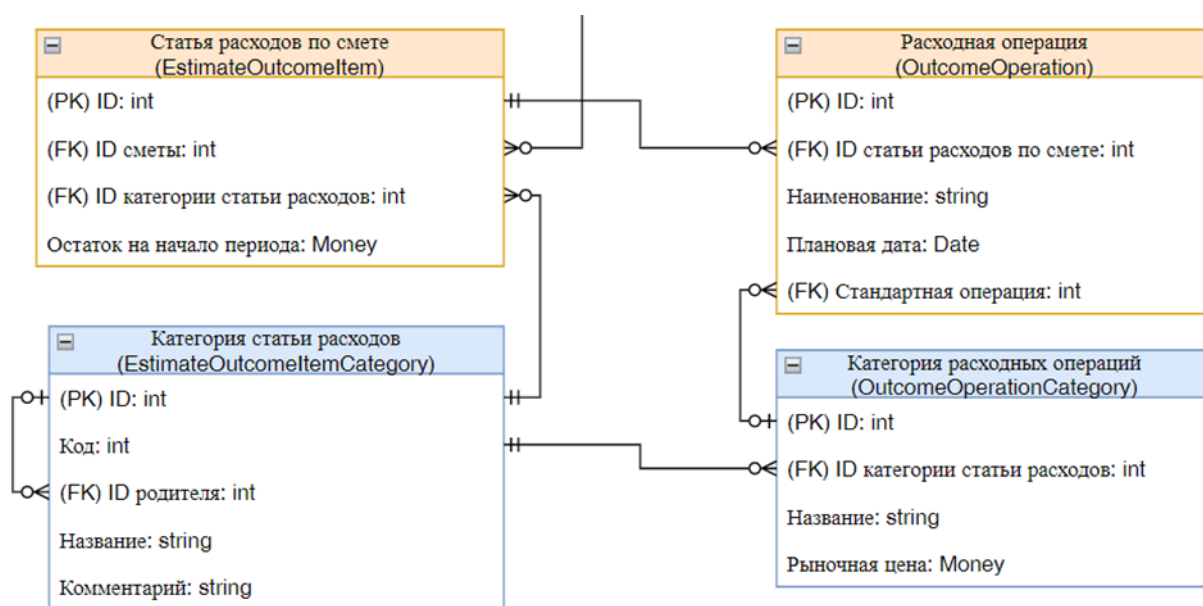 Статья расходов по смете
(EstimateOutcomeItem)
(PK) ID: int
(FK) ID сметы: int
(FK) ID категории статьи расходов: int
Остаток на начало периода: Money
Расходная операция
(OutcomeOperation)
(PK) ID: int
(FK) ID статьи расходов по смете: int
Наименование: string
Плановая дата: Date
(FK) Стандартная операция: int
Категория статьи расходов
(EstimateOutcomeItemCategory)
(PK) ID: int
Код: int
(FK) ID родителя: int
Название: string
Комментарий: string
Категория расходных операций
(OutcomeOperationCategory)
(PK) ID: int
(FK) ID категории статьи расходов: int
Название: string
Рыночная цена: Money